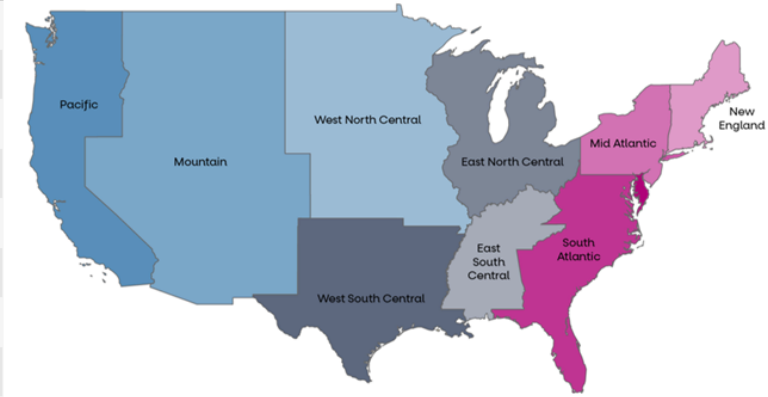 Pacific
Mountain
West North Central
East North Central
Mid Atlantic
New
England
East
South
Central
South
Atlantic
West South Central